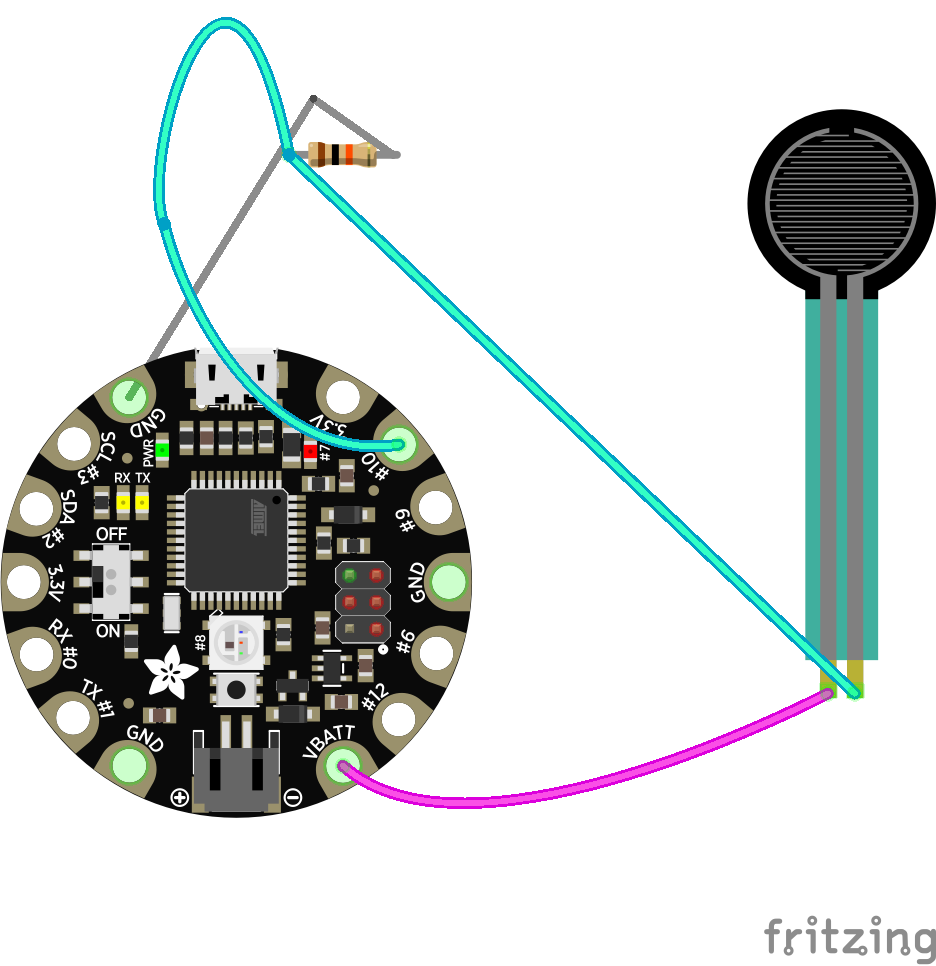 GND
3.3V
SCL
#3
PWR
#7
#10
RX TX
SDA
#2
OFF
#9
3.3V
GND
ON
RX #0
#8
#6
TX #1
#12
GND
VBATT
ATMEL
fritzing